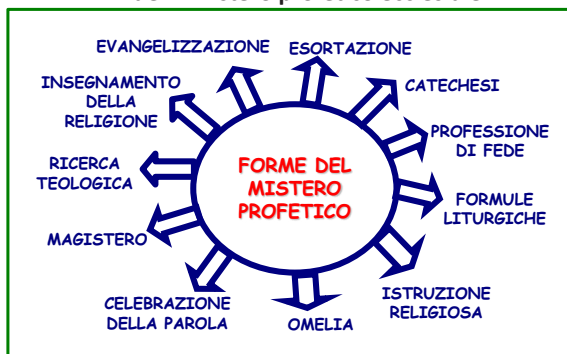 EVANGELIZZAZIONE
ESORTAZIONE
CATECHESI
PROFESSIONE
DI FEDE
FORMULE
LITURGICHE
ISTRUZIONE
RELIGIOSA
OMELIA
CELEBRAZIONE
DELLA PAROLA
MAGISTERO
RICERCA
TEOLOGICA
INSEGNAMENTO
DELLA
RELIGIONE
FORME DEL
MISTERO
PROFETICO